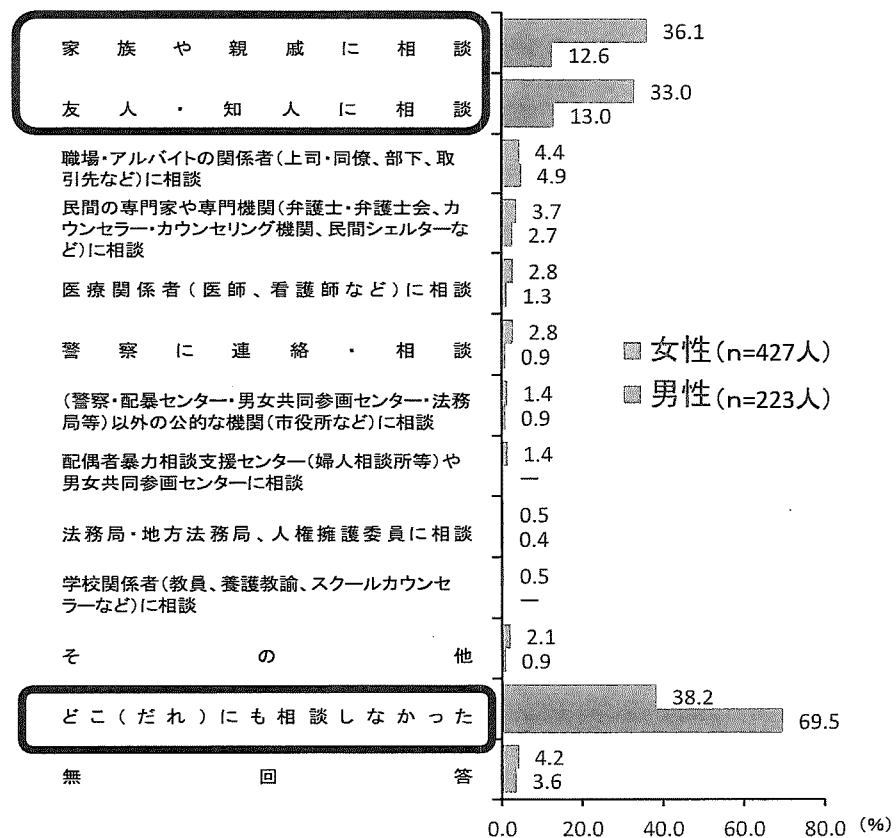 家族や親戚に相談
36.1
12.6
友人・知人に相談
33.0
13.0
職場・アルバイトの関係者(上司・同僚、部下、取
引先など)に相談
4.4
4.9
民間の専門家や専門機関(弁護士・弁護士会、カ
ウンセラー・カウンセリング機関、民間シェルターな
ど)に相談
3.7
2.7
医療関係者(医師、看護師など)に相談
2.8
1.3
警察に連絡・相談
2.8
0.9
(警察・配暴センター・男女共同参画センター・法務
局等)以外の公的な機関(市役所など)に相談
1.4
0.9
配偶者暴力相談支援センター(婦人相談所等)や
男女共同参画センターに相談
1.4
―
法務局・地方法務局、人権擁護委員に相談
0.5
0.4
学校関係者(教員、養護教諭、スクールカウンセ
ラーなど)に相談
0.5
―
その他
2.1
0.9
どこ(だれ)にも相談しなかった
38.2
69.5
無回答
4.2
3.6
女性(n=427人)
男性(n=223人)
0.0 20.0 40.0 60.0 80.0 (%)